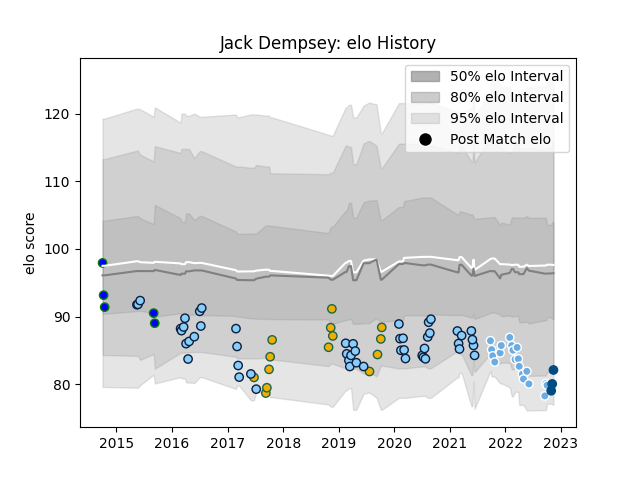 Jack Dempsey: elo History
50% elo Interval
80% elo Interval
95% elo Interval
Post Match elo
elo score
120
110
100
90
80
2015 2016 2017 2018 2019 2020 2021 2022 2023